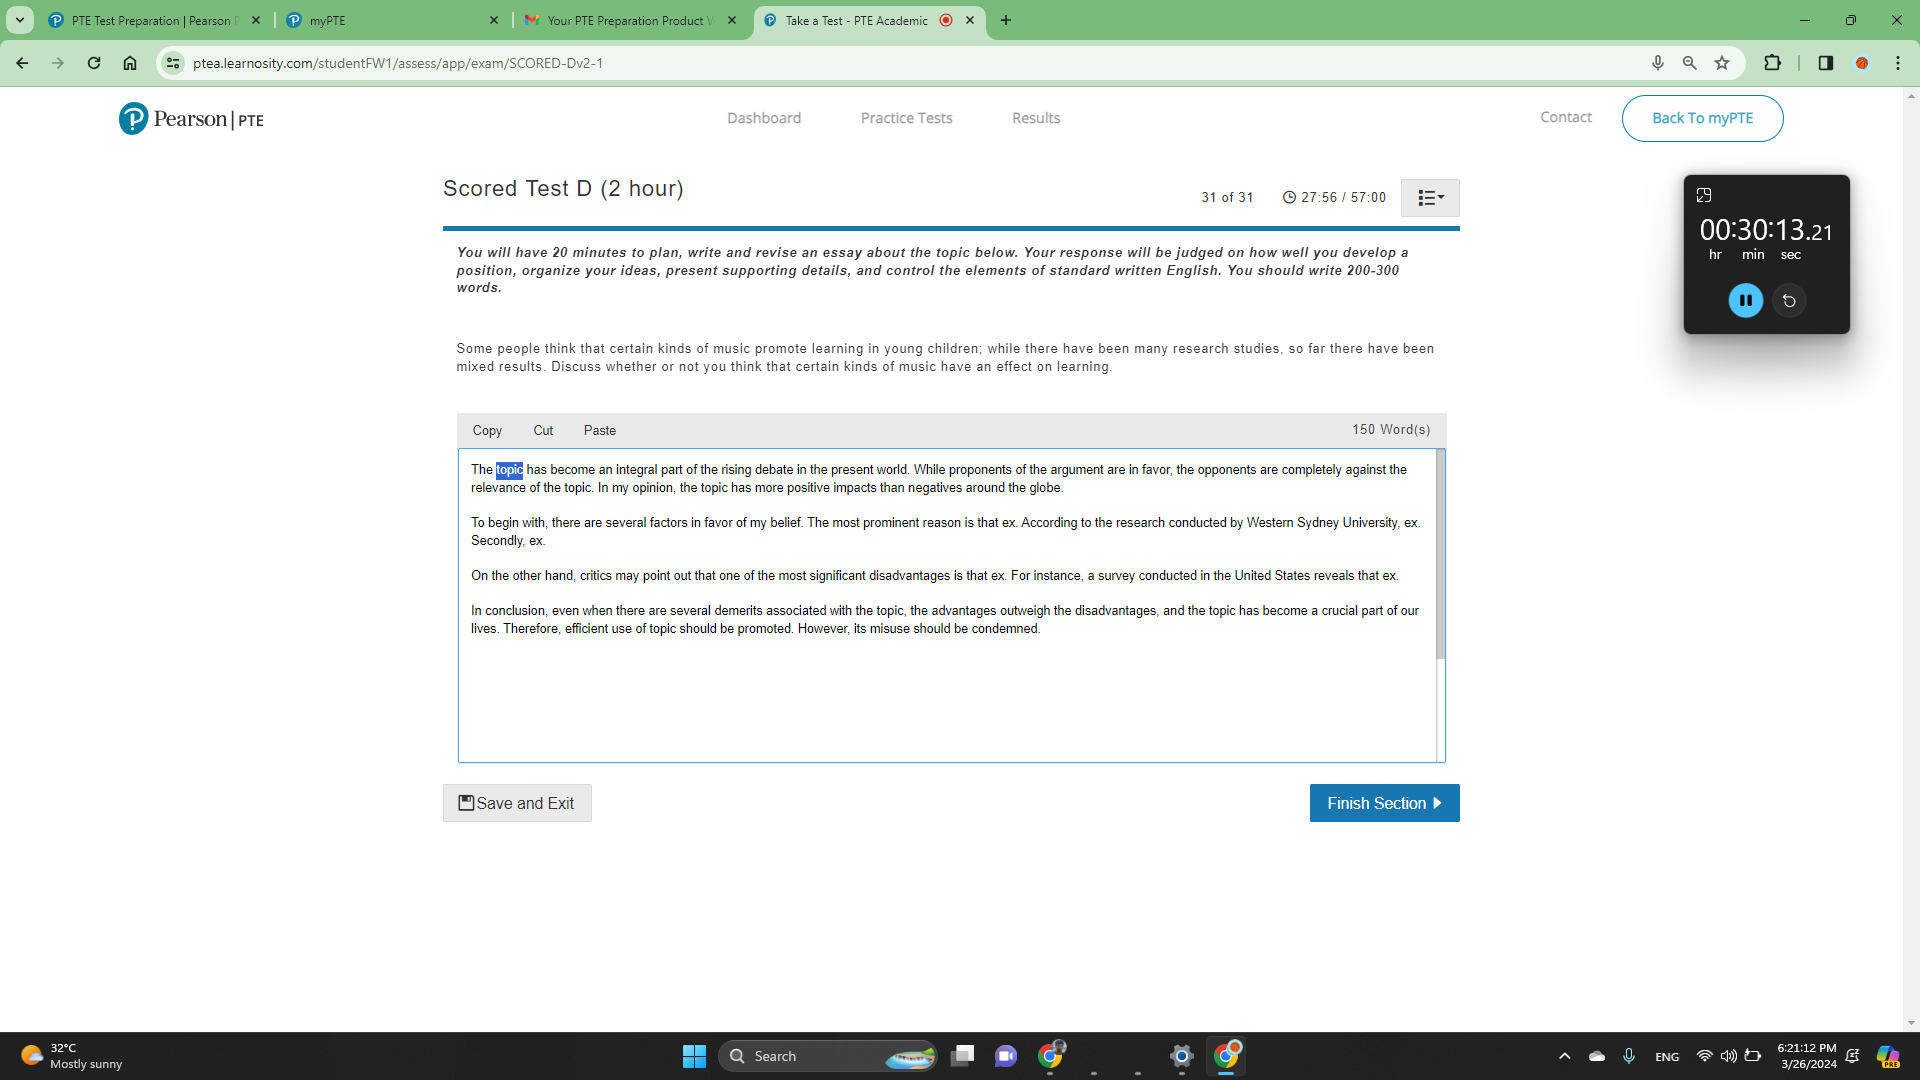 PTE Test Preparation | Pearson
myPTE
Your PTE Preparation Product
Take a Test - PTE Academic
ptea.learnosity.com/studentFW1/assess/app/exam/SCORED-Dv2-1
Pearson | PTE
Dashboard
Practice Tests
Results
Contact
Back To myPTE
Scored Test D (2 hour)
31 of 31
27:56 / 57:00
00:30:13.21
hr min sec
You will have 20 minutes to plan, write and revise an essay about the topic below. Your response will be judged on how well you develop a
position, organize your ideas, present supporting details, and control the elements of standard written English. You should write 200-300
words.
Some people think that certain kinds of music promote learning in young children; while there have been many research studies, so far there have been
mixed results. Discuss whether or not you think that certain kinds of music have an effect on learning.
Copy Cut Paste
150 Word(s)
The topic has become an integral part of the rising debate in the present world. While proponents of the argument are in favor, the opponents are completely against the
relevance of the topic. In my opinion, the topic has more positive impacts than negatives around the globe.
To begin with, there are several factors in favor of my belief. The most prominent reason is that ex. According to the research conducted by Western Sydney University, ex.
Secondly, ex.
On the other hand, critics may point out that one of the most significant disadvantages is that ex. For instance, a survey conducted in the United States reveals that ex.
In conclusion, even when there are several demerits associated with the topic, the advantages outweigh the disadvantages, and the topic has become a crucial part of our
lives. Therefore, efficient use of topic should be promoted. However, its misuse should be condemned.
Save and Exit
Finish Section
32°C
Mostly sunny
Search
ENG
6:21:12 PM
3/26/2024
PRE